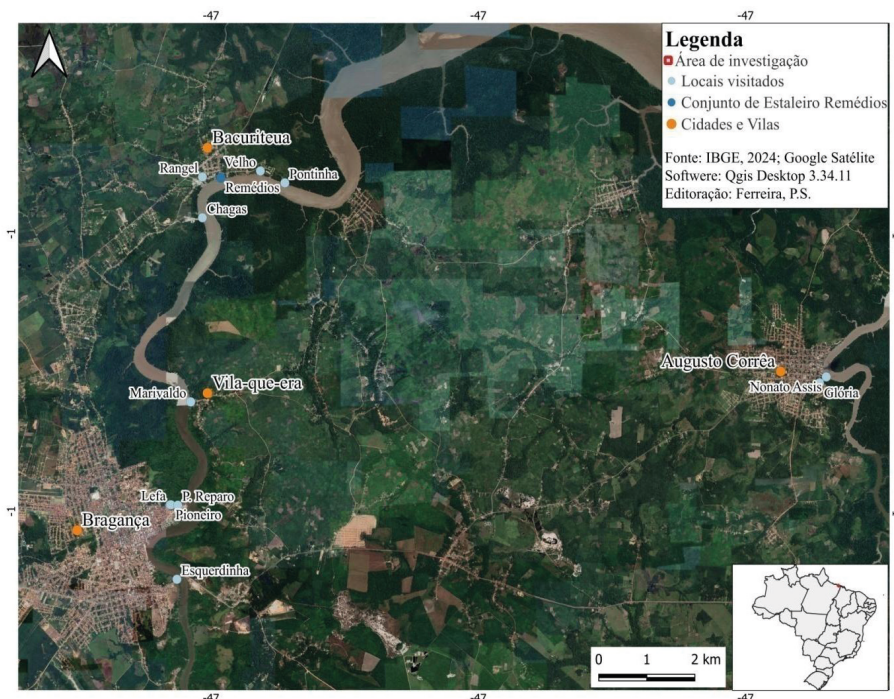 -47
-47
-47
Legenda
Área de investigação
Locais visitados
Conjunto de Estaleiro Remédios
Cidades e Vilas
Fonte: IBGE, 2024; Google Satélite
Softwere: Qgis Desktop 3.34.11
Editoração: Ferreira, P.S.
Bacuriteua
Velho
Rangel
Pontinha
Remédios
Chagas
-1
Augusto Corrêa
Vila-que-era
Nonato Assis
Glória
Marivaldo
Lefa
P. Reparo
Pioneiro
-1
Bragança
Esquerdinha
0 1 2 km
-47
-47
-47